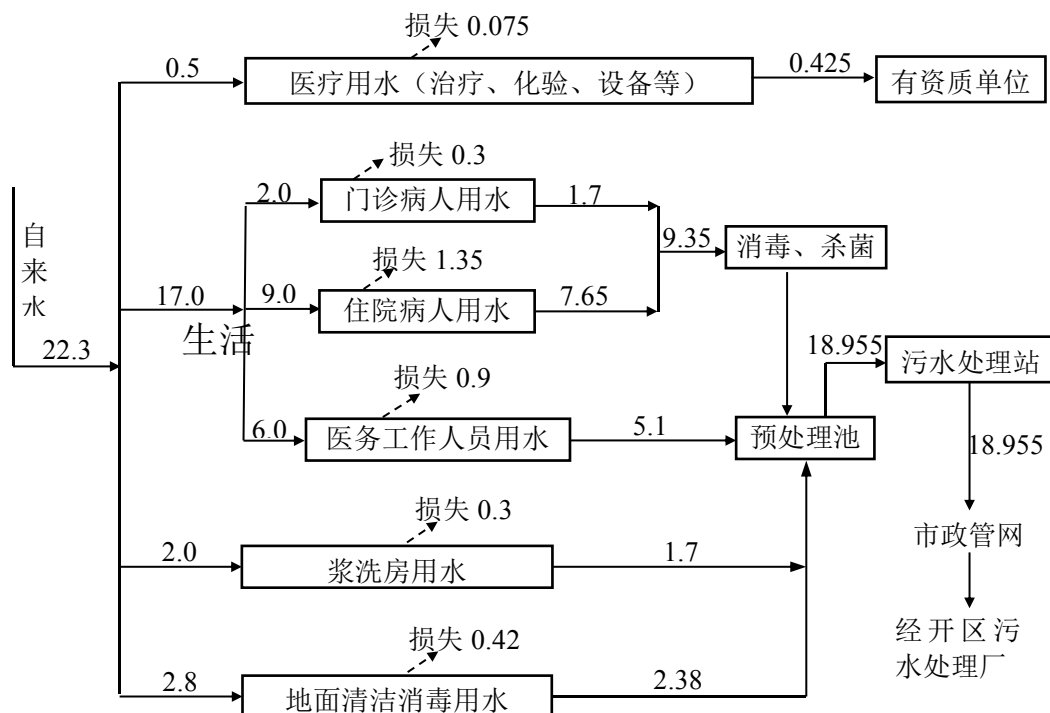 损失 0.075
0.5
医疗用水（治疗、化验、设备等）
0.425
有资质单位
损失 0.3
2.0
门诊病人用水
1.7
自来水
22.3
17.0
生活
9.35
消毒、杀菌
损失 1.35
9.0
住院病人用水
7.65
18.955
污水处理站
损失 0.9
6.0
医务工作人员用水
5.1
预处理池
18.955
损失 0.3
2.0
浆洗房用水
1.7
市政管网
损失 0.42
2.8
地面清洁消毒用水
2.38
经开区污
水处理厂